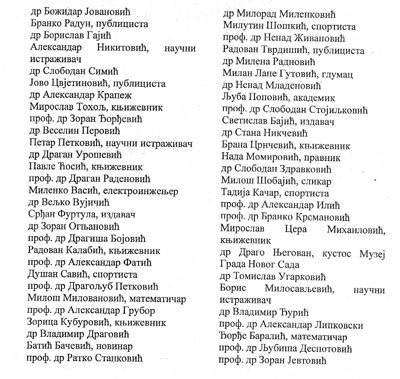 др Божидар Јовановић
Бранко Радун, публициста
др Борислав Гајић
Александар Никитовић, научни
истраживач
др Слободан Симић
Јово Цвјетиновић, публициста
др Александар Крапеж
Мирослав Тохољ, књижевник
проф. др Зоран Ђорђевић
др Веселин Перовић
Петар Петковић, научни истраживач
др Драган Урошевић
Павле Ћосић, књижевник
проф. др Драган Раденовић
Миленко Васић, електроинжењер
др Вељко Вујичић
Срђан Фуртула, издавач
др Зоран Огњановић
проф. др Драгиша Бојовић
Радован Калабић, књижевник
проф. др Александар Фатић
Душан Савић, спортиста
проф. др Драгољуб Петковић
Милош Миловановић, математичар
проф. др Александар Грубор
Зорица Кубуровић, књижевник
др Владимир Драговић
Батић Бачевић, новинар
проф. др Ратко Станковић
др Милорад Миленковић
Милутин Шошкић, спортиста
проф. др Ненад Живановић
Радован Тврдишић, публициста
др Милена Радновић
Милан Лане Гутовић, глумац
др Ненад Младеновић
Љуба Поповић, академик
проф. др Слободан Стојиљковић
Светислав Бајић, издавач
др Стана Никчевић
Брана Црнчевић, књижевник
Нада Момировић, правник
др Слободан Здравковић
Милош Шобајић, сликар
Тадија Качар, спортиста
проф. др Александар Илић
проф. др Бранко Крсмановић
Мирослав Цера Михаиловић,
књижевник
др Драго Његован, кустос Музеј
Града Новог Сада
др Томислав Угарковић
Борис Милосављевић, научни
истраживач
др Владимир Ђурић
проф. др Александар Липковски
Ђорђе Баралић, математичар
проф. др Љубиша Деспотовић
проф. др Зоран Јевтовић